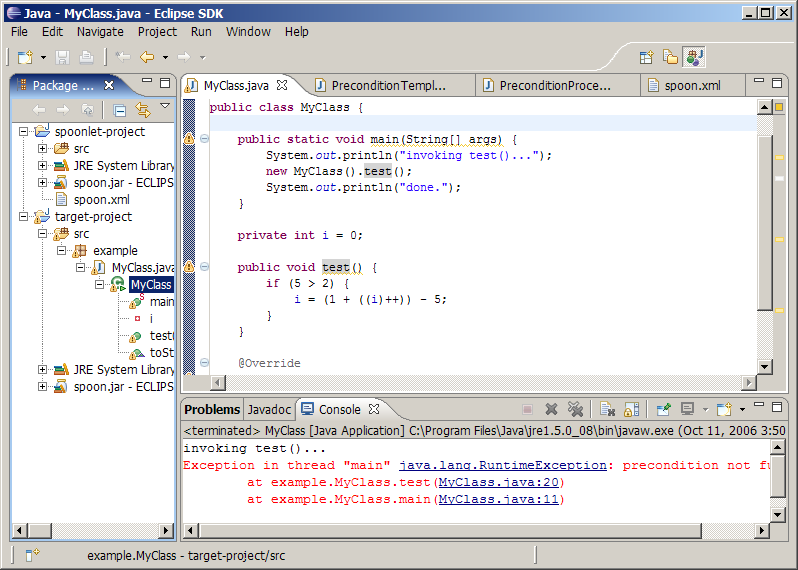 Java - MyClass.java - Eclipse SDK
File Edit Navigate Project Run Window Help
Package ...
spoonlet-project
src
JRE System Library
spoon.jar - ECLIPS
spoon.xml
target-project
src
example
MyClass.java
MyClass
main
i
test(
toSt
JRE System Library
spoon.jar - ECLIPS
MyClass.java PreconditionTempl... PreconditionProce... spoon.xml
public class MyClass {
public static void main(String[] args) {
System.out.println("invoking test()...");
new MyClass().test();
System.out.println("done.");
}
private int i = 0;
public void test() {
if (5 > 2) {
i = (1 + ((i)++)) - 5;
}
}
@Override
Problems Javadoc Console
<terminated> MyClass [Java Application] C:\Program Files\Java\jre1.5.0_08\bin\javaw.exe (Oct 11, 2006 3:50
invoking test()...
Exception in thread "main" java.lang.RuntimeException: precondition not fu
at example.MyClass.test(MyClass.java:20)
at example.MyClass.main(MyClass.java:11)
example.MyClass - target-project/src